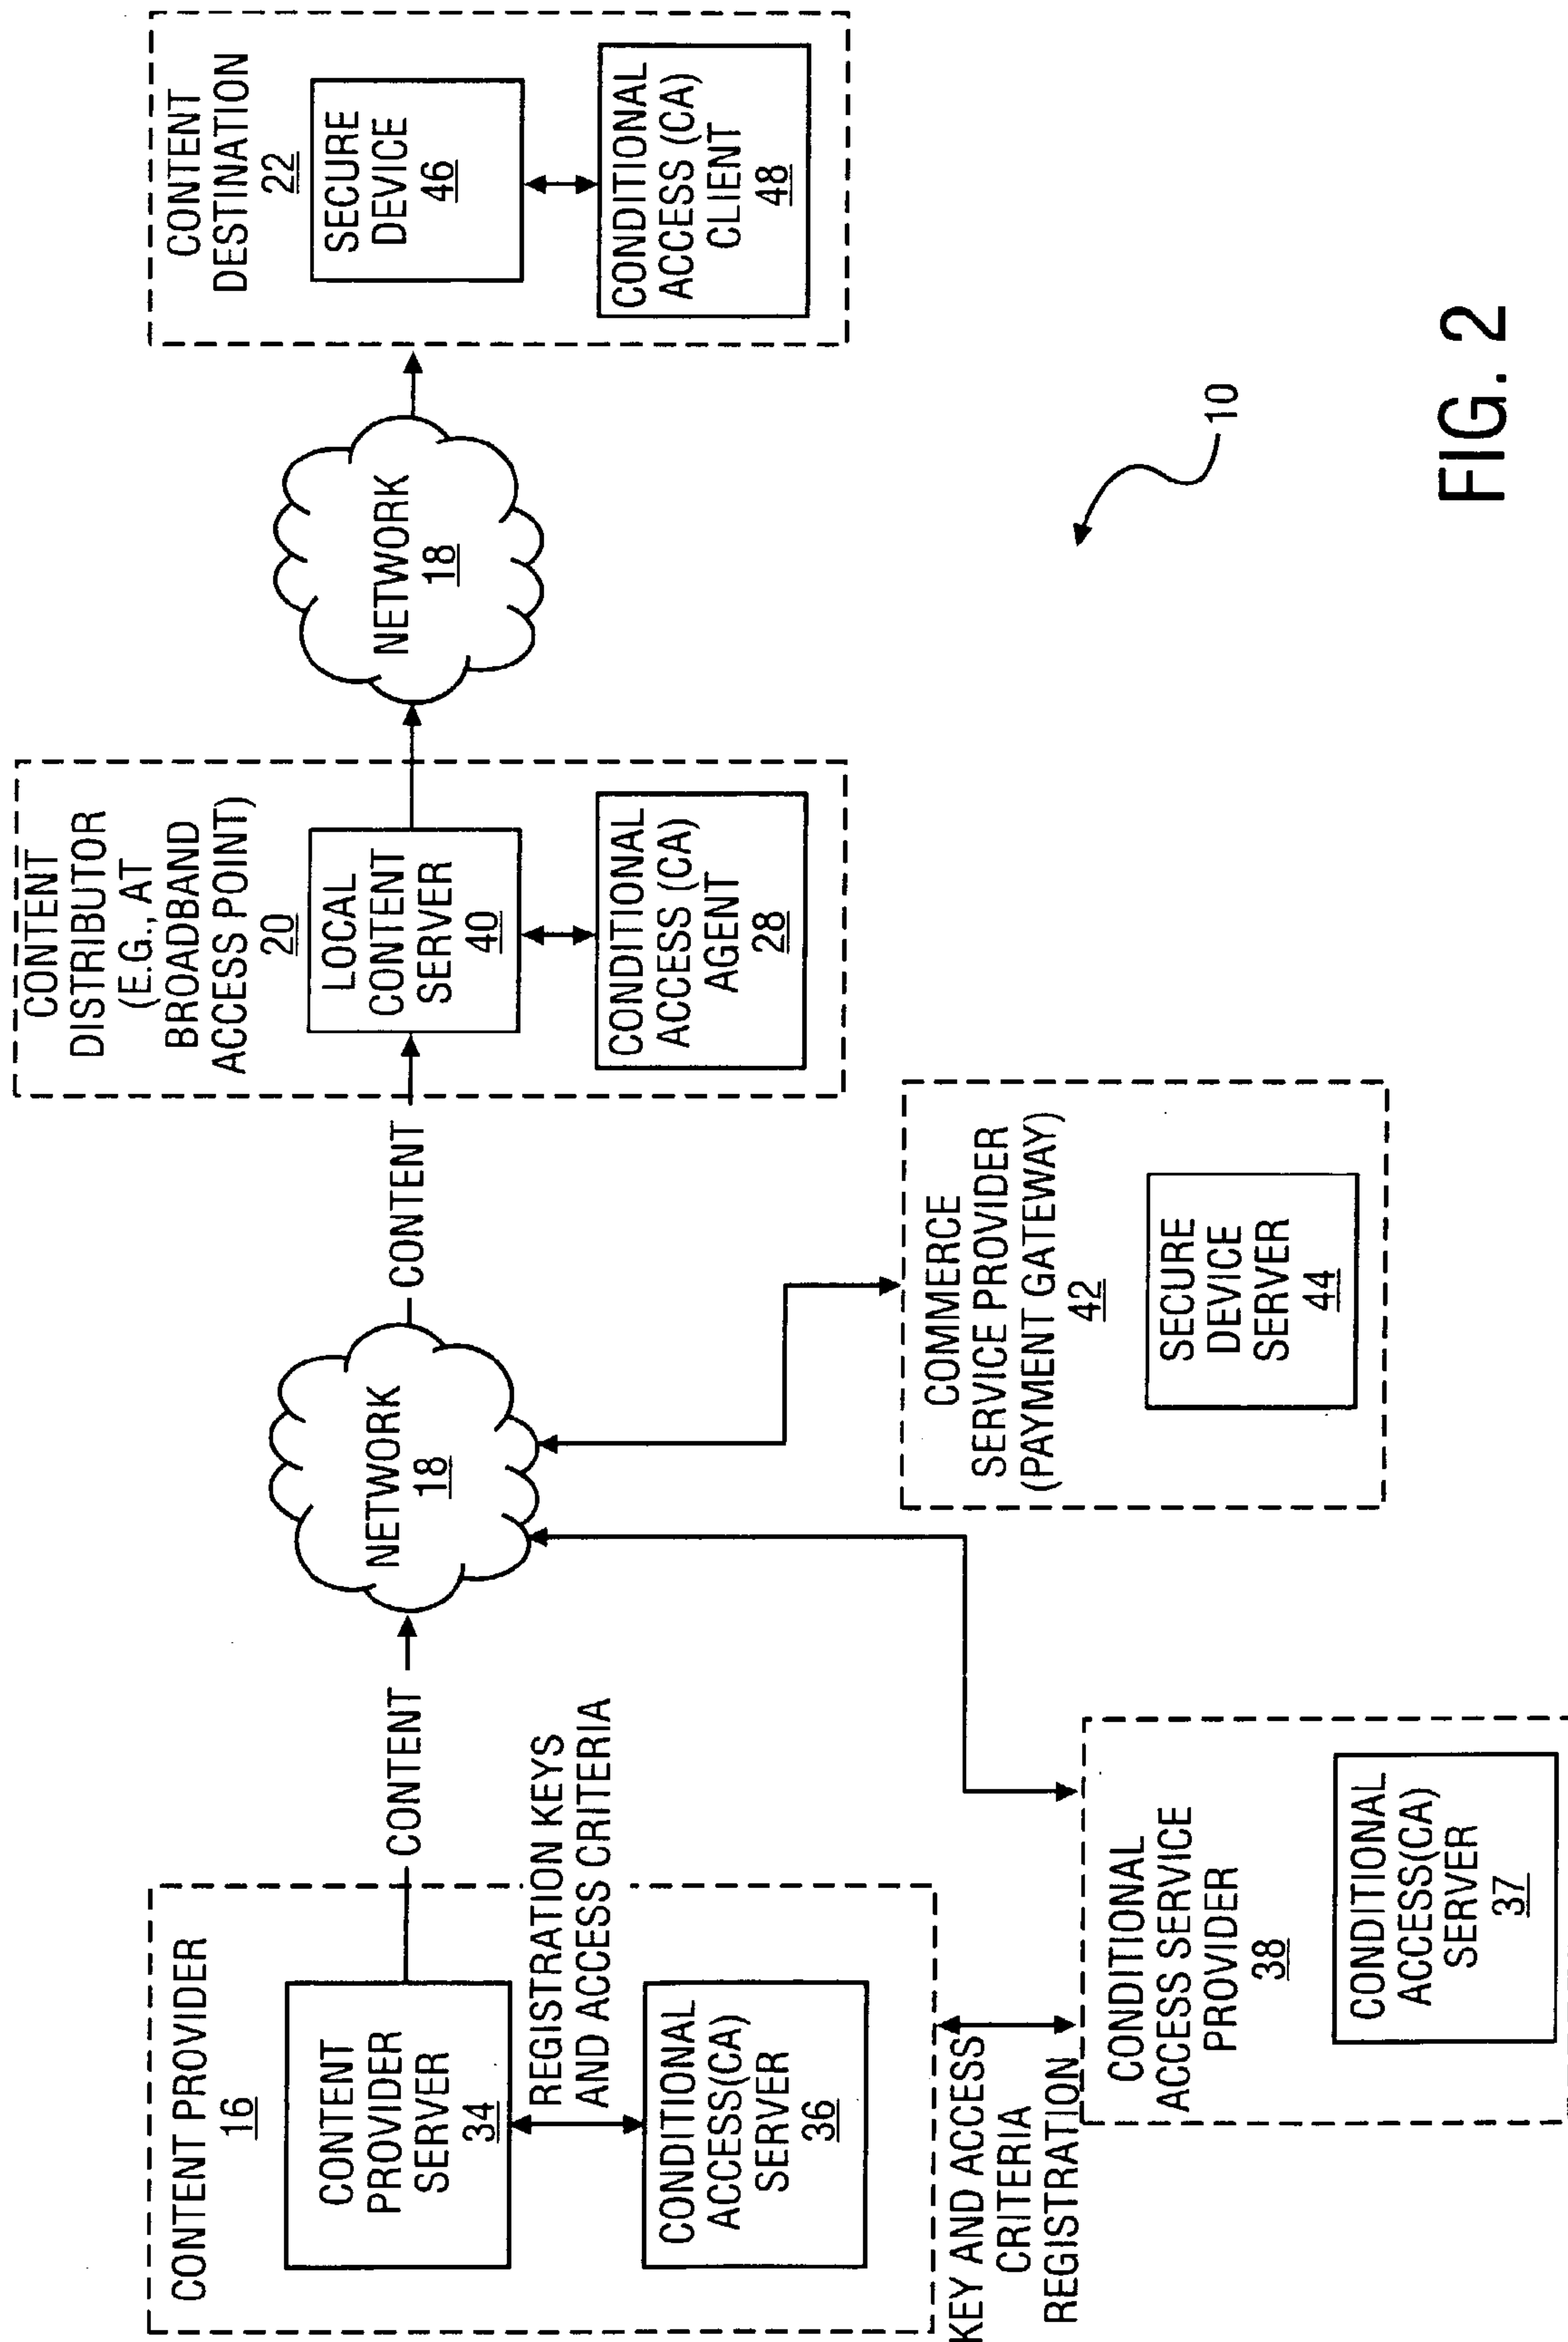 CONTENT PROVIDER
16
CONTENT
PROVIDER
SERVER
34
REGISTRATION KEYS
AND ACCESS CRITERIA
CONDITIONAL
ACCESS(CA)
SERVER
36
KEY AND ACCESS
CRITERIA
REGISTRATION
CONDITIONAL
ACCESS SERVICE
PROVIDER
38
CONDITIONAL
ACCESS(CA)
SERVER
37
CONTENT
NETWORK
18
COMMERCE
SERVICE PROVIDER
(PAYMENT GATEWAY)
42
SECURE
DEVICE
SERVER
44
CONTENT
CONTENT
DISTRIBUTOR
(E.G., AT
BROADBAND
ACCESS POINT)
20
LOCAL
CONTENT
SERVER
40
CONDITIONAL
ACCESS (CA)
AGENT
28
NETWORK
18
CONTENT
DESTINATION
22
SECURE
DEVICE
46
CONDITIONAL
ACCESS (CA)
CLIENT
48
10
FIG. 2